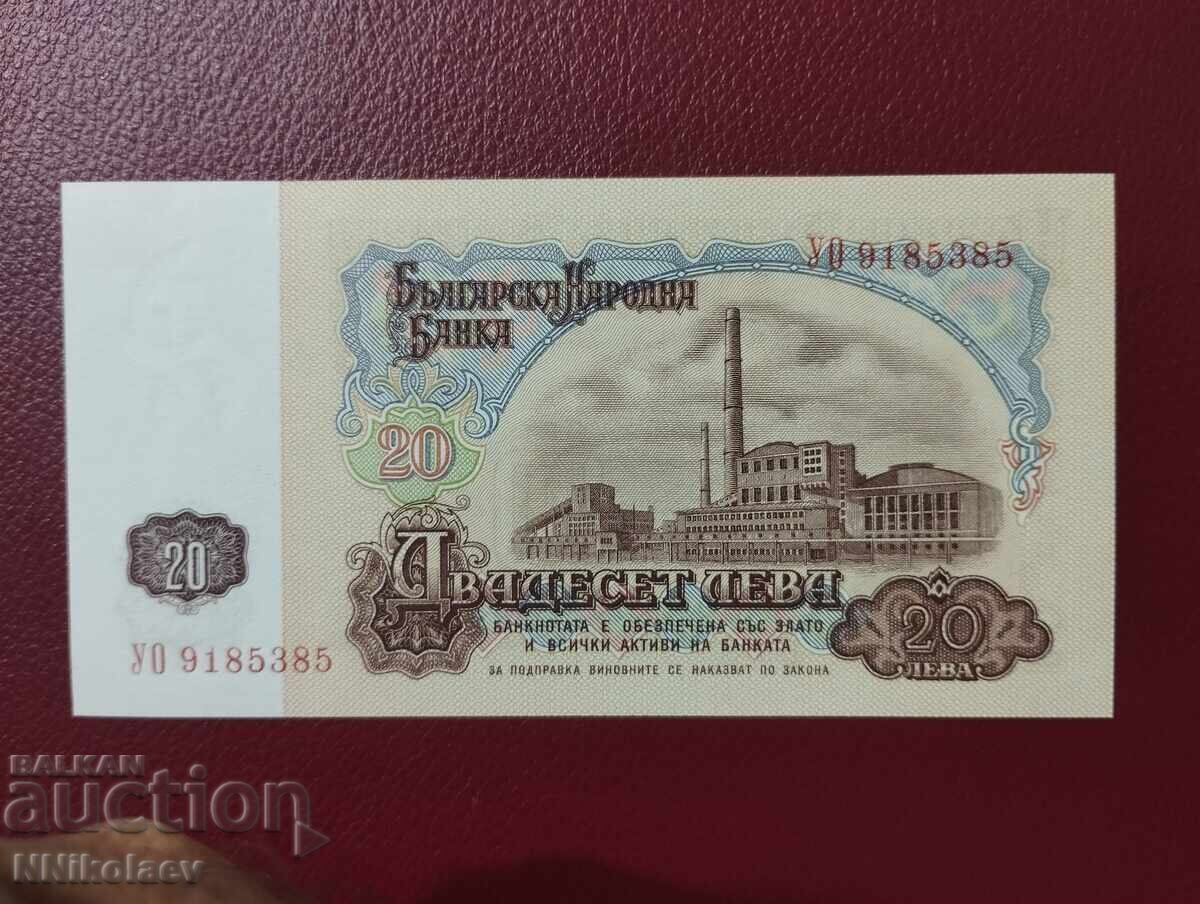 УО 9185385
Българска Народна
Банка
20
20
Двадесет лева
20
ЛЕВА
БАНКНОТАТА Е ОБЕЗПЕЧЕНА СЪС ЗЛАТО
И ВСИЧКИ АКТИВИ НА БАНКАТА
УО 9185385
ЗА ПОДПРАВКА ВИНОВНИТЕ СЕ НАКАЗВАТ ПО ЗАКОНА
BALKAN
auction
NNikolaev